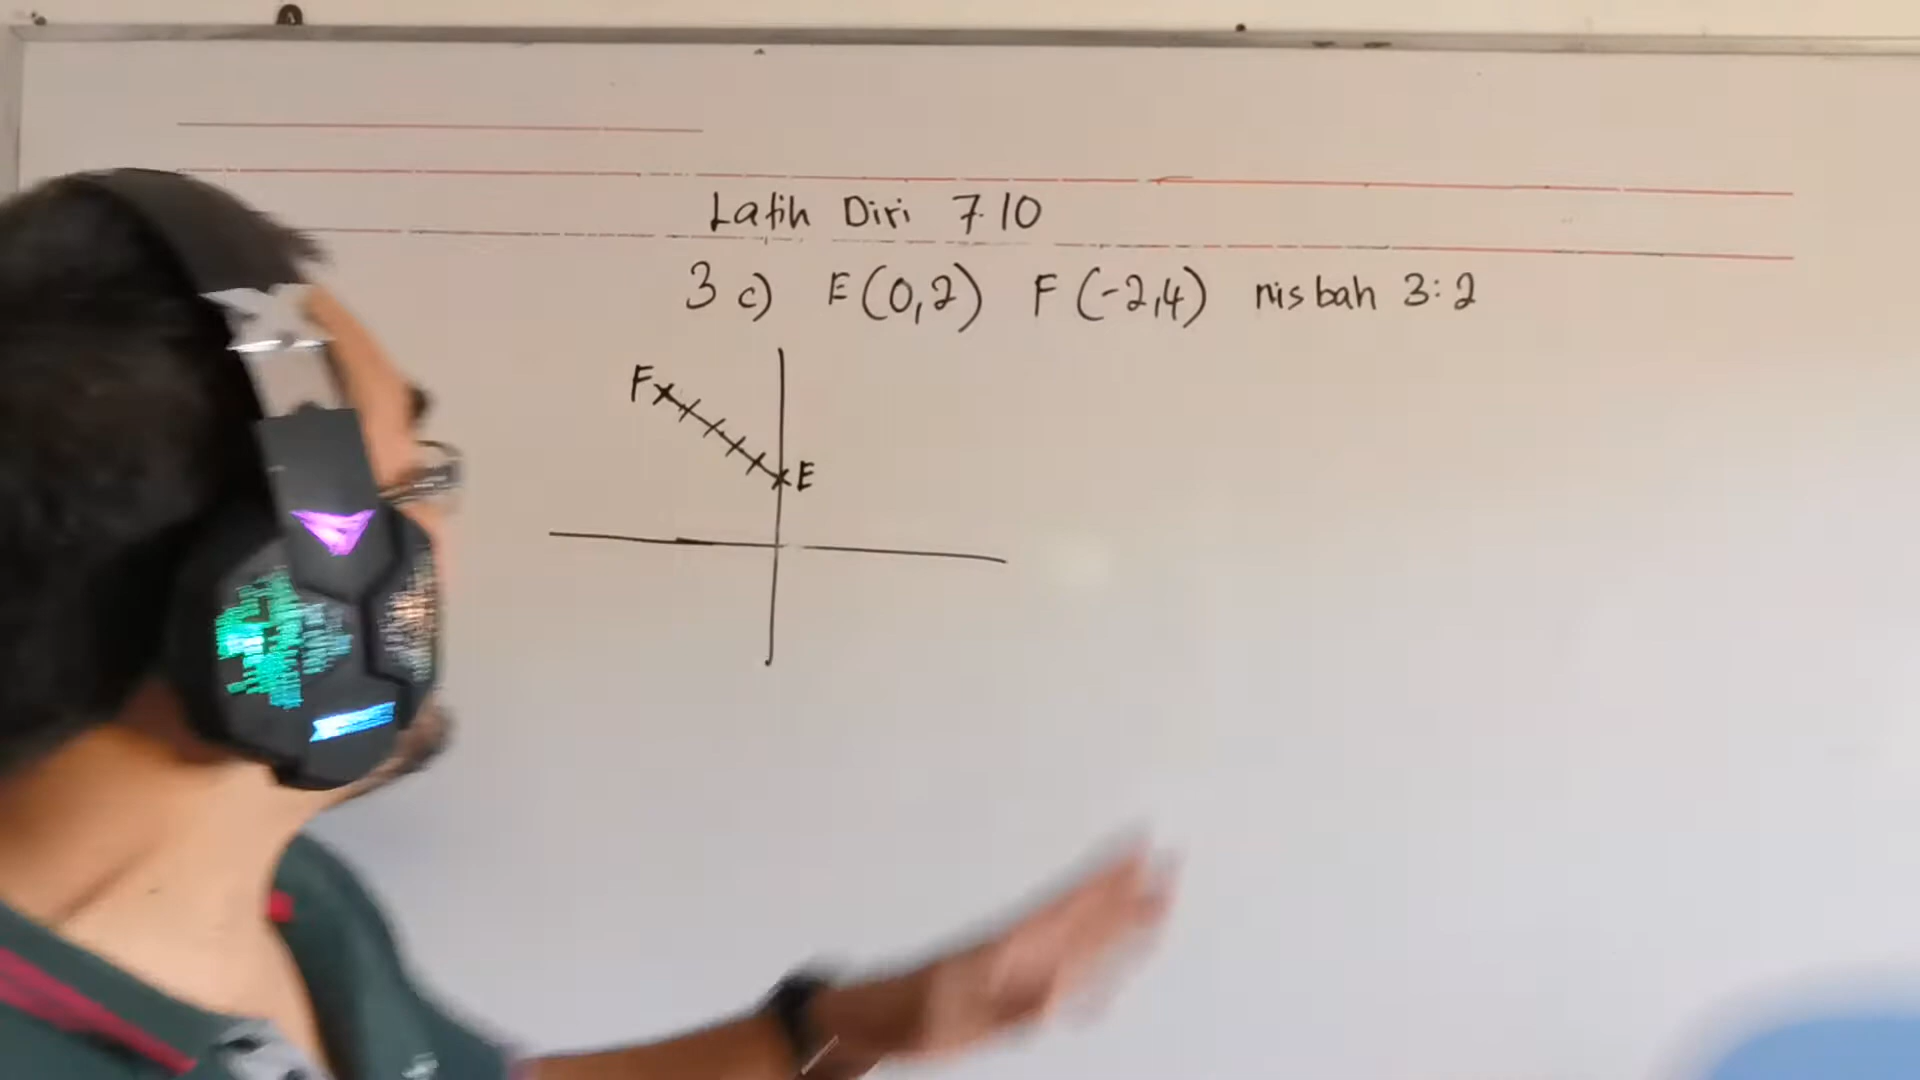 Latih Diri 7.10
3 c) E(0,2) F(-2,4) nisbah 3:2
F
E